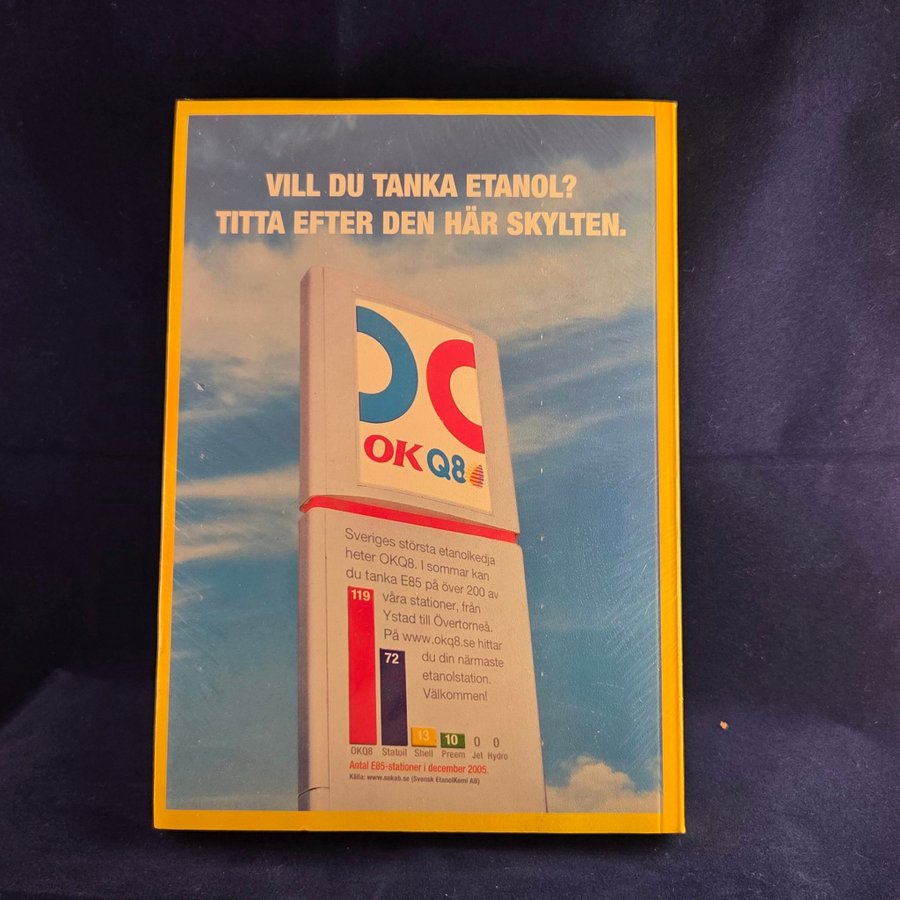 VILL DU TANKA ETANOL?
TITTA EFTER DEN HÄR SKYLTEN.
OKQ8
Sveriges största etanolkedja
heter OKQ8. I sommar kan
du tanka E85 på över 200 av
våra stationer, från
Ystad till Övertorneå.
På www.okq8.se hittar
du din närmaste
etanolstation.
Välkommen!
119
72
13
10
0
0
OKQ8 Statoil Shell Preem Jet Hydro
Antal E85-stationer i december 2005.
Källa: www.sekab.se (Svensk EtanolKemi AB)